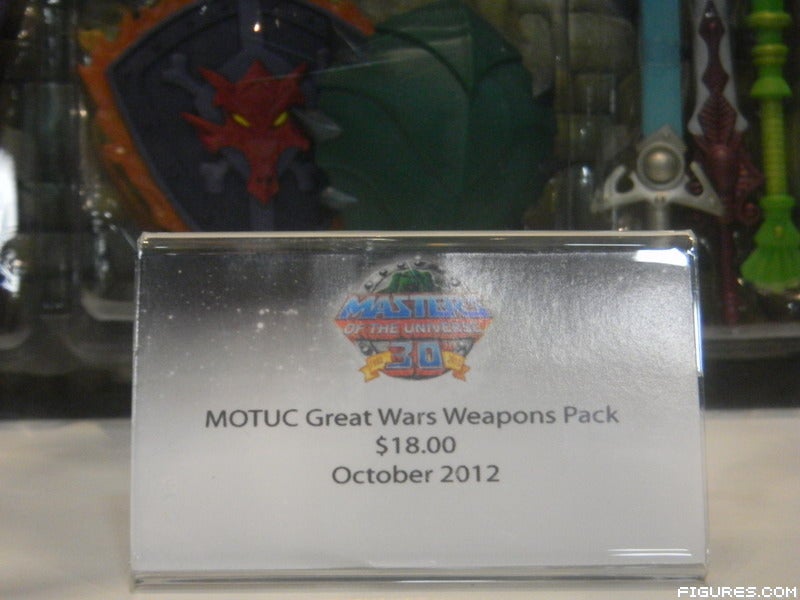 MASTERS
OF THE UNIVERSE
30
MOTUC Great Wars Weapons Pack
$18.00
October 2012
FIGURES.COM